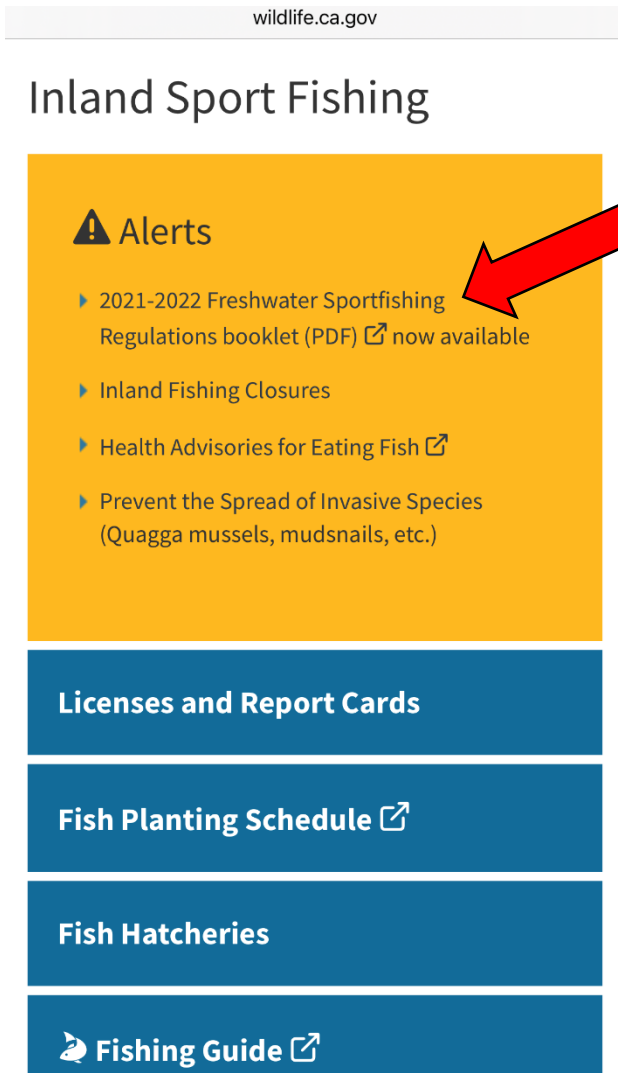 wildlife.ca.gov
Inland Sport Fishing
Alerts
2021-2022 Freshwater Sportfishing
Regulations booklet (PDF) now available
Inland Fishing Closures
Health Advisories for Eating Fish
Prevent the Spread of Invasive Species
(Quagga mussels, mudsnails, etc.)
Licenses and Report Cards
Fish Planting Schedule
Fish Hatcheries
Fishing Guide